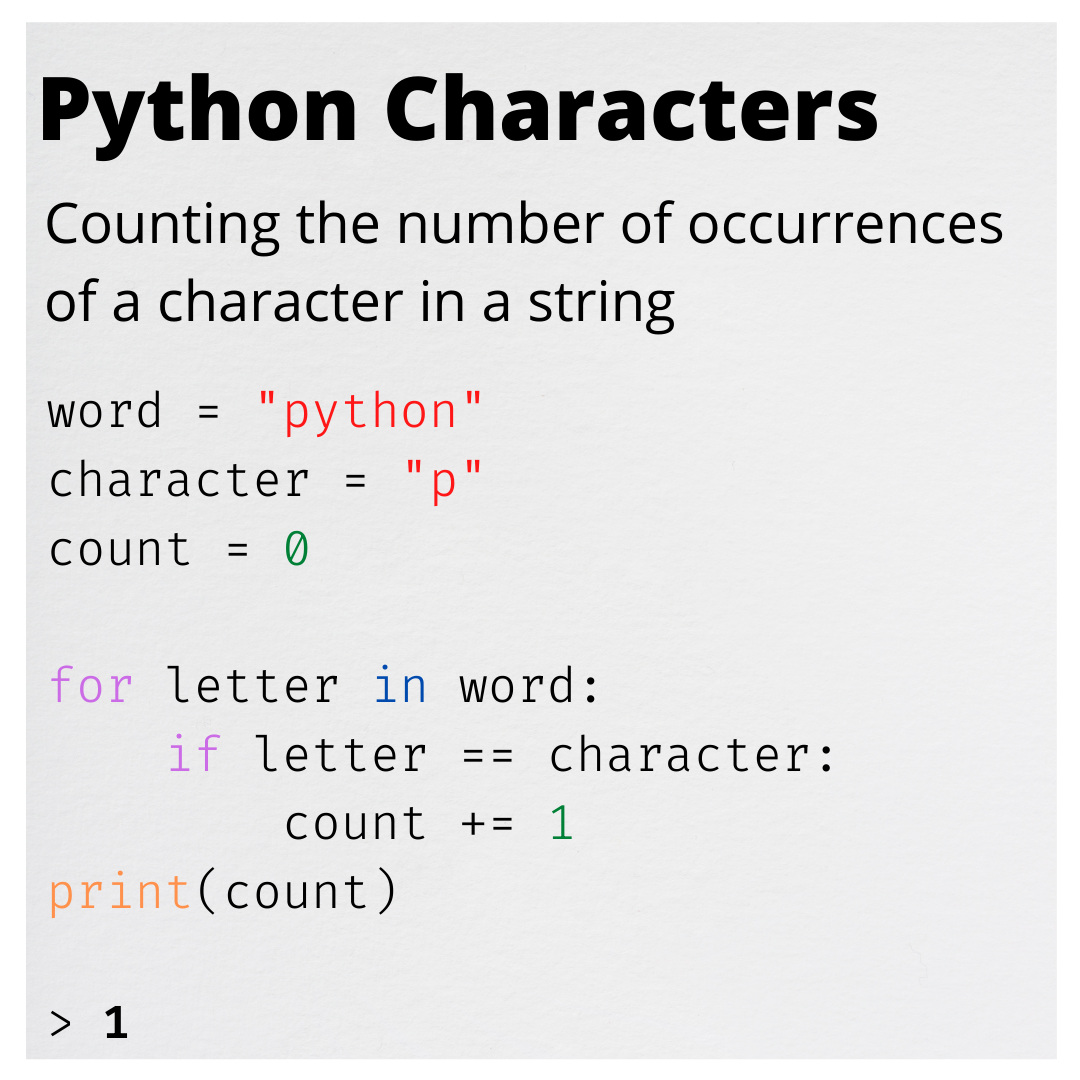 Python Characters
Counting the number of occurrences
of a character in a string
word = "python"
character = "p"
count = 0
for letter in word:
    if letter == character:
        count += 1
print(count)
> 1